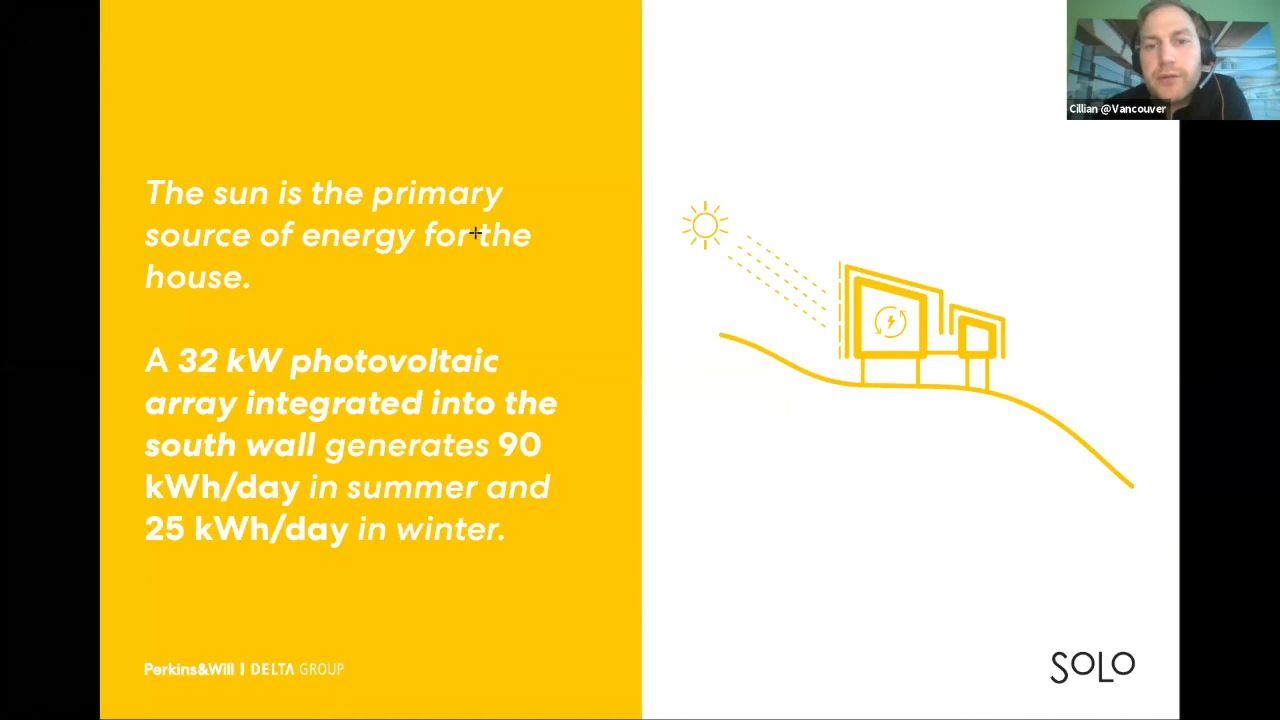 Cillian @Vancouver
The sun is the primary
source of energy for the
house.
A 32 kW photovoltaic
array integrated into the
south wall generates 90
kWh/day in summer and
25 kWh/day in winter.
Perkins&Will | DELTA GROUP
SOLO